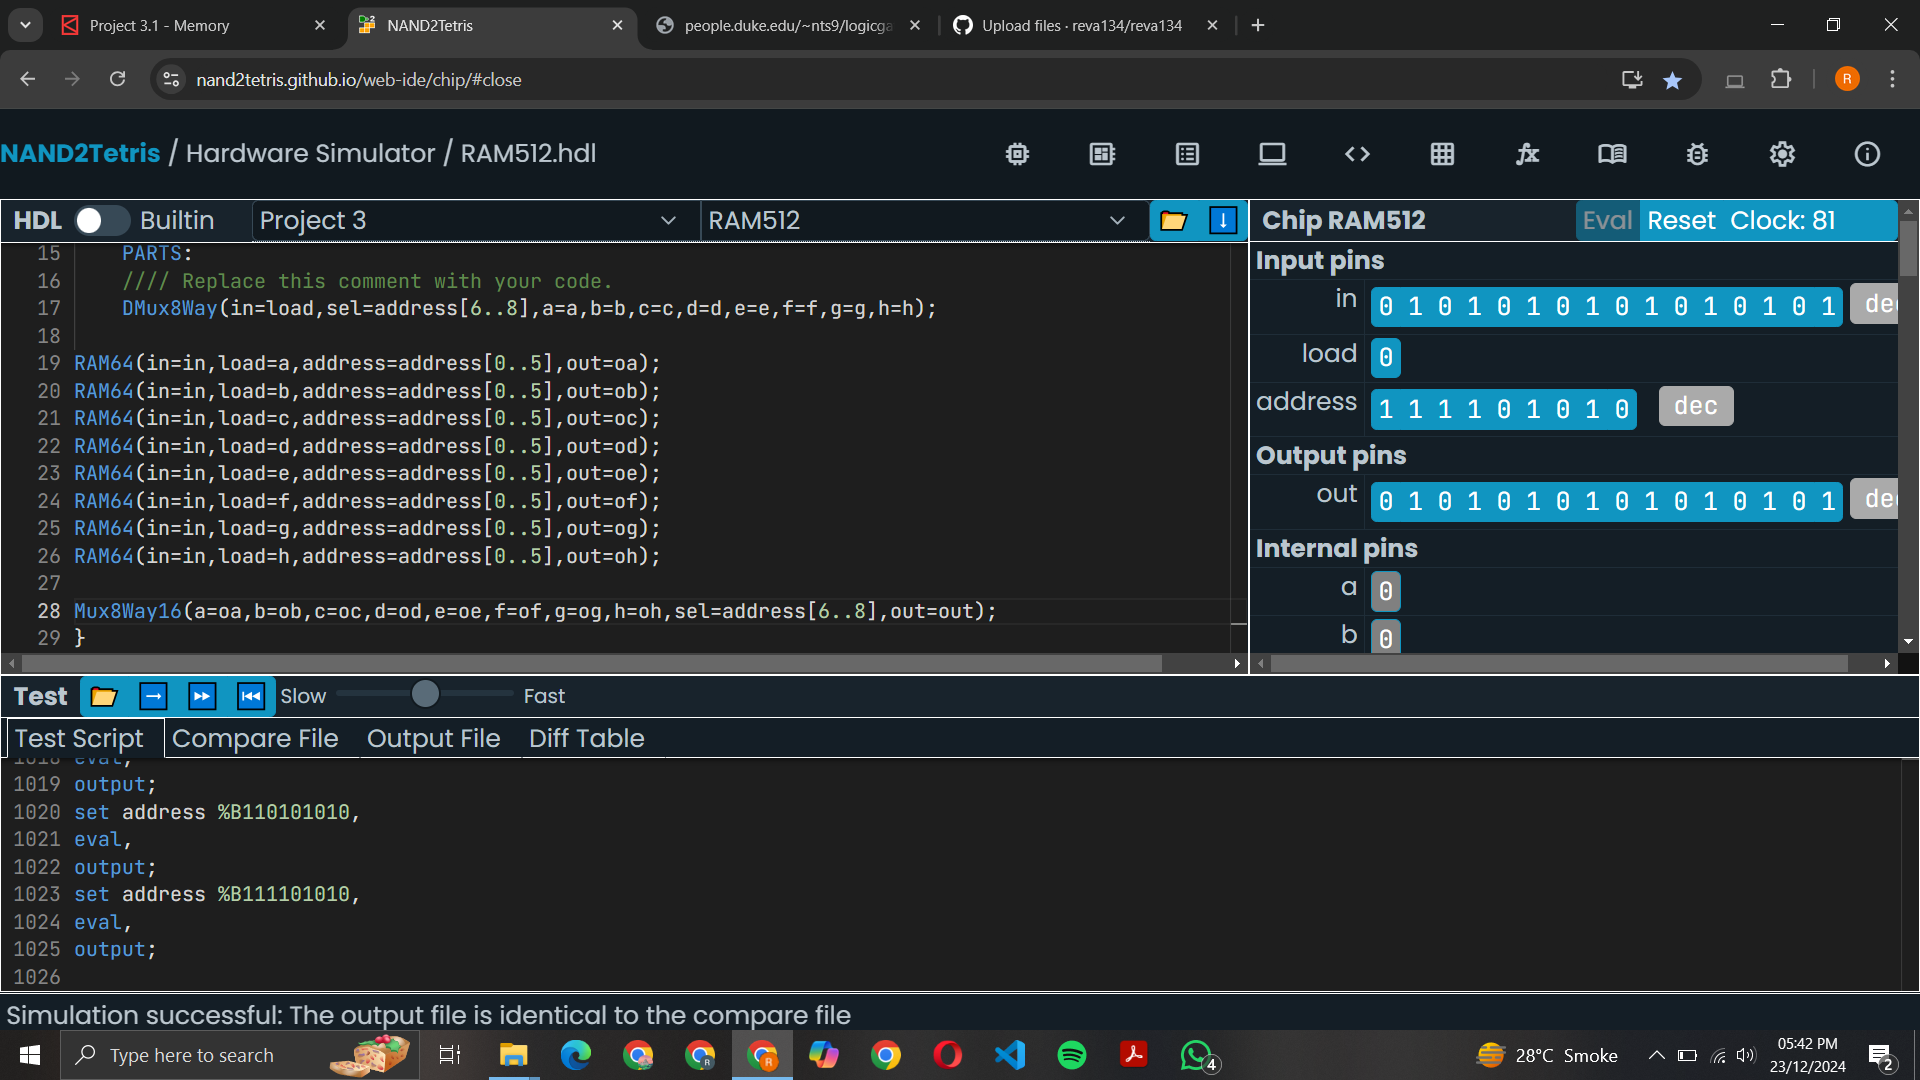 Project 3.1 - Memory
NAND2Tetris
people.duke.edu/~nts9/logicga
Upload files · reva134/reva134
nand2tetris.github.io/web-ide/chip/#close
R
NAND2Tetris / Hardware Simulator / RAM512.hdl
HDL Builtin Project 3 RAM512
15 PARTS:
16 //// Replace this comment with your code.
17 DMux8Way(in=load,sel=address[6..8],a=a,b=b,c=c,d=d,e=e,f=f,g=g,h=h);
18
19 RAM64(in=in,load=a,address=address[0..5],out=oa);
20 RAM64(in=in,load=b,address=address[0..5],out=ob);
21 RAM64(in=in,load=c,address=address[0..5],out=oc);
22 RAM64(in=in,load=d,address=address[0..5],out=od);
23 RAM64(in=in,load=e,address=address[0..5],out=oe);
24 RAM64(in=in,load=f,address=address[0..5],out=of);
25 RAM64(in=in,load=g,address=address[0..5],out=og);
26 RAM64(in=in,load=h,address=address[0..5],out=oh);
27
28 Mux8Way16(a=oa,b=ob,c=oc,d=od,e=oe,f=of,g=og,h=oh,sel=address[6..8],out=out);
29 }
Chip RAM512 Eval Reset Clock: 81
Input pins
in 0 1 0 1 0 1 0 1 0 1 0 1 0 1 0 1 dec
load 0
address 1 1 1 1 0 1 0 1 0 dec
Output pins
out 0 1 0 1 0 1 0 1 0 1 0 1 0 1 0 1 dec
Internal pins
a 0
b 0
Test Slow Fast
Test Script Compare File Output File Diff Table
1018 eval,
1019 output;
1020 set address %B110101010,
1021 eval,
1022 output;
1023 set address %B111101010,
1024 eval,
1025 output;
1026
Simulation successful: The output file is identical to the compare file
Type here to search
4
28°C Smoke
05:42 PM
23/12/2024
2